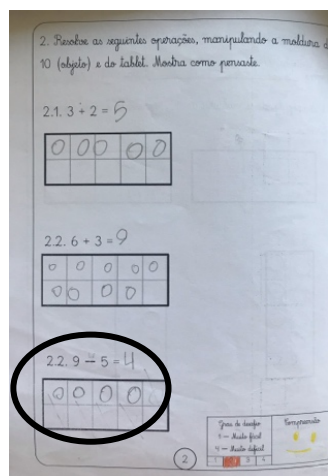 2. Resolve as seguintes operações, manipulando a moldura d
10 (objeto) e do tablet. Mostra como pensaste.
2.1. 3 + 2 = 5
2.2. 6 + 3 = 9
2.2. 9 - 5 = 4
2
Grau de desafio
1 - Muito fácil
4 - Muito difícil
1 3 4
Compreensão